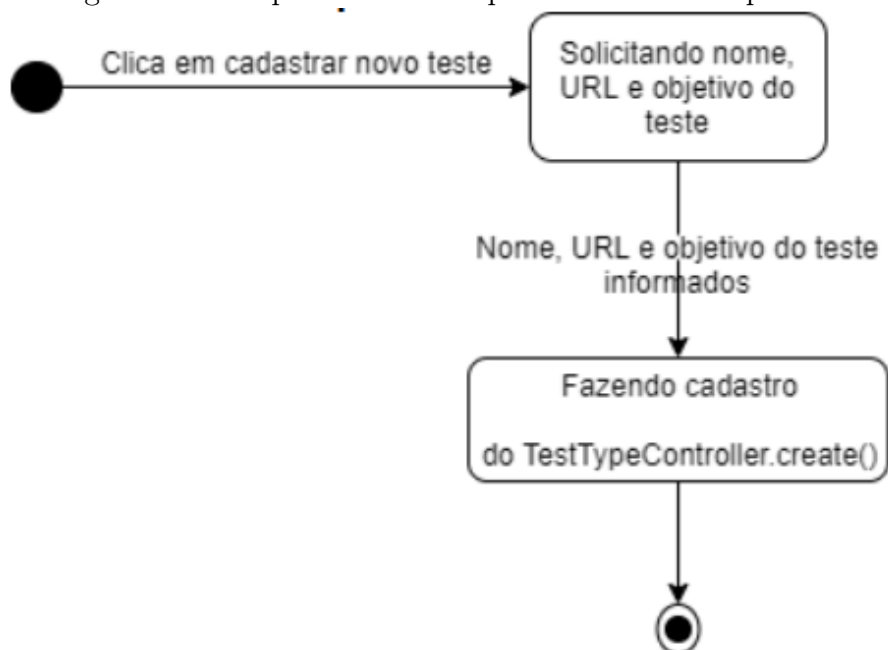 Clica em cadastrar novo teste
Solicitando nome,
URL e objetivo do
teste
Nome, URL e objetivo do teste
informados
Fazendo cadastro
do TestTypeController.create()